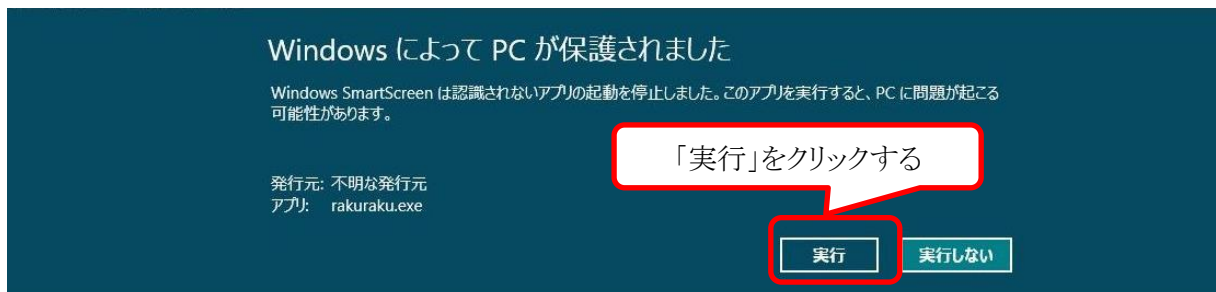 Windows によって PC が保護されました
Windows SmartScreen は認識されないアプリの起動を停止しました。このアプリを実行すると、PC に問題が起こる
可能性があります。
「実行」をクリックする
発行元: 不明な発行元
アプリ: rakuraku.exe
実行 実行しない